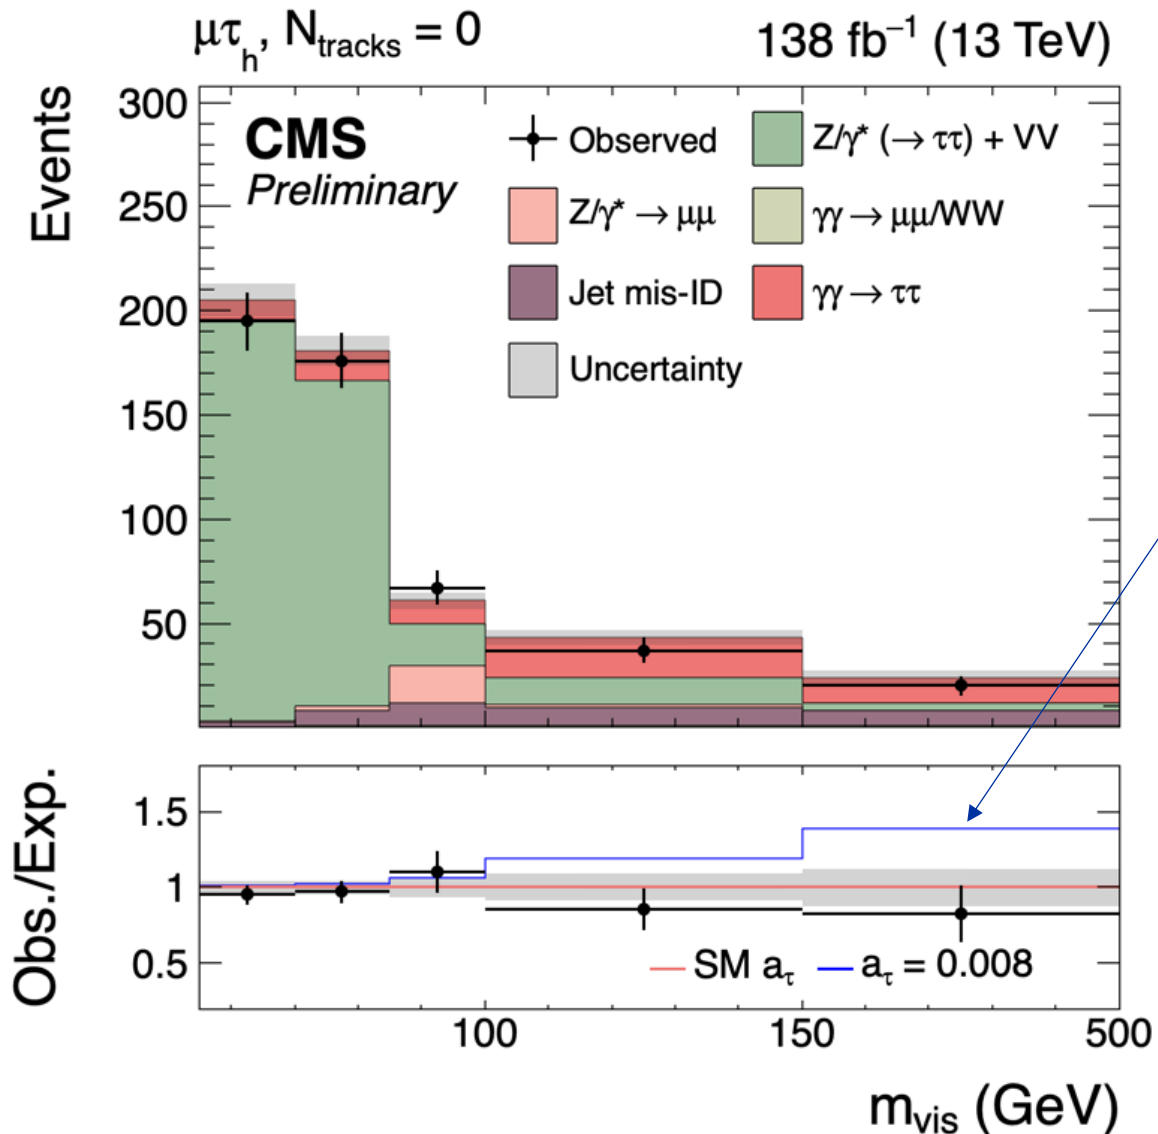 μτh, Ntracks = 0
138 fb⁻¹ (13 TeV)
Events
300
250
200
150
100
50
CMS
Preliminary
Observed
Z/γ* (→ ττ) + VV
Z/γ* → μμ
γγ → μμ/WW
Jet mis-ID
γγ → ττ
Uncertainty
Obs./Exp.
1.5
1
0.5
SM aτ
aτ = 0.008
100
150
500
mvis (GeV)